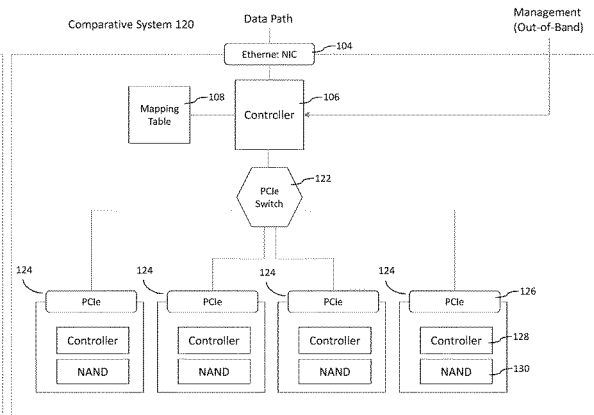 Comparative System 120
Data Path
Management
(Out-of-Band)
Ethernet NIC
104
Mapping
Table
108
Controller
106
PCIe
Switch
122
124
124
124
124
PCIe
PCIe
PCIe
PCIe
126
Controller
Controller
Controller
Controller
128
NAND
NAND
NAND
NAND
130